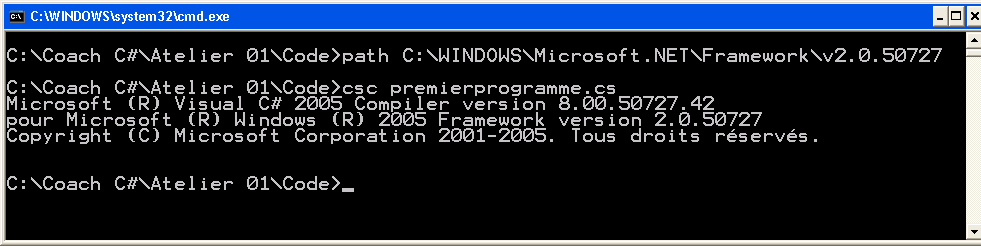 C:\WINDOWS\system32\cmd.exe
C:\Coach C#\Atelier 01\Code>path C:\WINDOWS\Microsoft.NET\Framework\v2.0.50727
C:\Coach C#\Atelier 01\Code>csc premierprogramme.cs
Microsoft (R) Visual C# 2005 Compiler version 8.00.50727.42
pour Microsoft (R) Windows (R) 2005 Framework version 2.0.50727
Copyright (C) Microsoft Corporation 2001-2005. Tous droits réservés.
C:\Coach C#\Atelier 01\Code>_